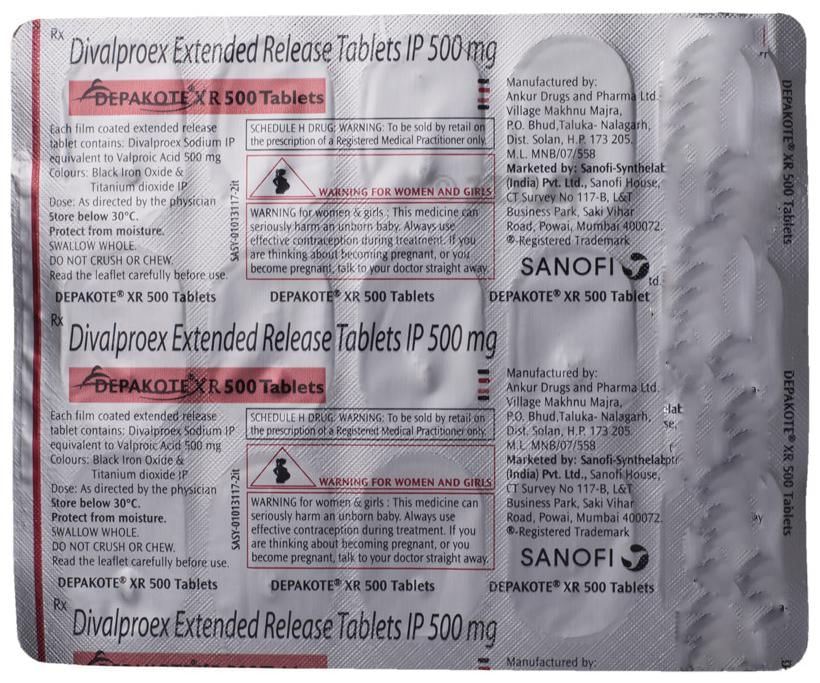 Rx
Divalproex Extended Release Tablets IP 500 mg
DEPAKOTE® XR 500 Tablets
Each film coated extended release
tablet contains: Divalproex Sodium IP
equivalent to Valproic Acid 500 mg
Colours: Black Iron Oxide &
Titanium dioxide IP
Dose: As directed by the physician
Store below 30°C.
Protect from moisture.
SWALLOW WHOLE.
DO NOT CRUSH OR CHEW.
Read the leaflet carefully before use.
SASY-01013117-2it
SCHEDULE H DRUG: WARNING: To be sold by retail on
the prescription of a Registered Medical Practitioner only.
WARNING FOR WOMEN AND GIRLS
WARNING for women & girls : This medicine can
seriously harm an unborn baby. Always use
effective contraception during treatment. If you
are thinking about becoming pregnant, or you
become pregnant, talk to your doctor straight away.
Manufactured by:
Ankur Drugs and Pharma Ltd.
Village Makhnu Majra,
P.O. Bhud,Taluka- Nalagarh,
Dist. Solan, H.P. 173 205.
M.L. MNB/07/558
Marketed by: Sanofi-Synthelab
(India) Pvt. Ltd., Sanofi House,
CT Survey No 117-B, L&T
Business Park, Saki Vihar
Road, Powai, Mumbai 400072.
®-Registered Trademark
SANOFI
td.
DEPAKOTE® XR 500 Tablets
DEPAKOTE® XR 500 Tablets
DEPAKOTE® XR 500 Tablet
DEPAKOTE® XR 500 Tablets
Rx
Divalproex Extended Release Tablets IP 500 mg
DEPAKOTE® XR 500 Tablets
Each film coated extended release
tablet contains: Divalproex Sodium IP
equivalent to Valproic Acid 500 mg
Colours: Black Iron Oxide &
Titanium dioxide IP
Dose: As directed by the physician
Store below 30°C.
Protect from moisture.
SWALLOW WHOLE.
DO NOT CRUSH OR CHEW.
Read the leaflet carefully before use.
SASY-01013117-2it
SCHEDULE H DRUG: WARNING: To be sold by retail on
the prescription of a Registered Medical Practitioner only.
WARNING FOR WOMEN AND GIRLS
WARNING for women & girls : This medicine can
seriously harm an unborn baby. Always use
effective contraception during treatment. If you
are thinking about becoming pregnant, or you
become pregnant, talk to your doctor straight away.
Manufactured by:
Ankur Drugs and Pharma Ltd.
Village Makhnu Majra,
P.O. Bhud,Taluka- Nalagarh,
Dist. Solan, H.P. 173 205.
M.L. MNB/07/558
Marketed by: Sanofi-Synthelab
(India) Pvt. Ltd., Sanofi House,
CT Survey No 117-B, L&T
Business Park, Saki Vihar
Road, Powai, Mumbai 400072.
®-Registered Trademark
SANOFI
DEPAKOTE® XR 500 Tablets
DEPAKOTE® XR 500 Tablets
DEPAKOTE® XR 500 Tablets
DEPAKOTE® XR 500 Tablets
Rx
Divalproex Extended Release Tablets IP 500 mg
Manufactured by: